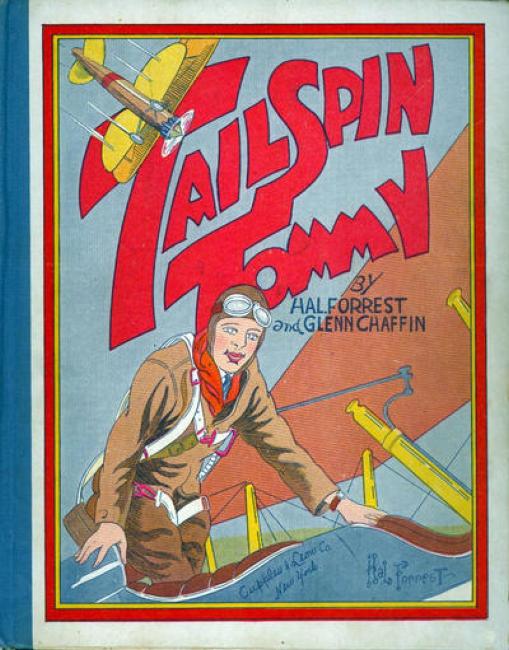 TAILSPIN
TOMMY
BY
HAL FORREST
and GLENN CHAFFIN
Cupples & Leon Co.
New York
Hal Forrest